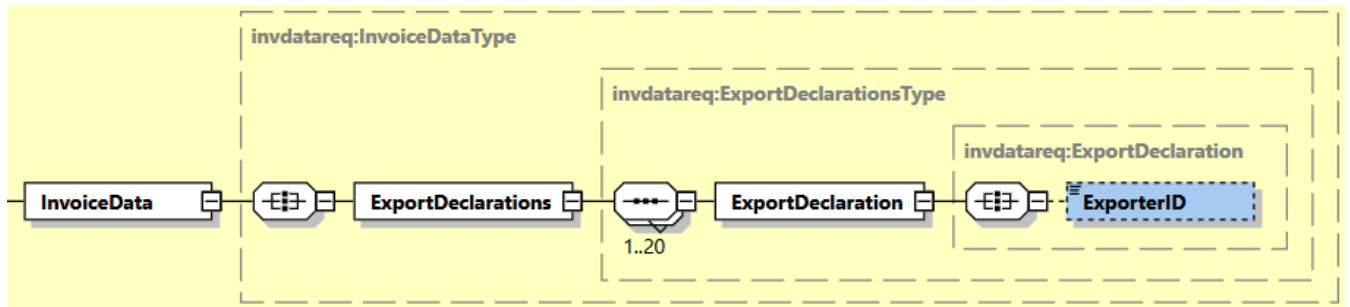 invdatareq:InvoiceDataType
invdatareq:ExportDeclarationsType
invdatareq:ExportDeclaration
InvoiceData
ExportDeclarations
ExportDeclaration
ExporterID
1..20